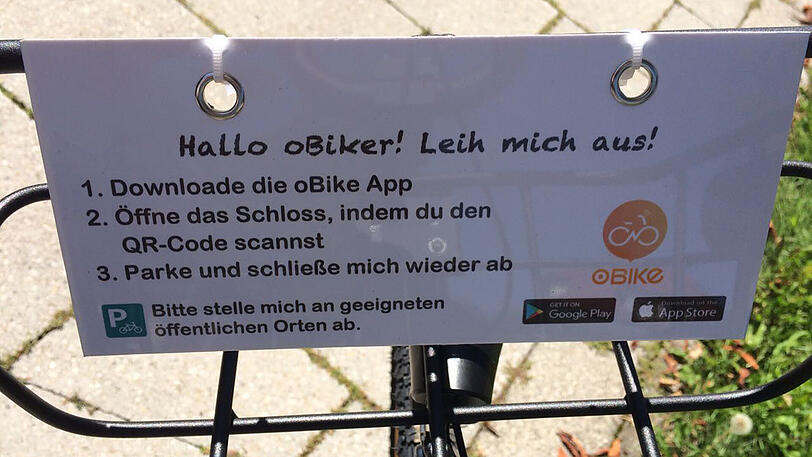 Hallo oBiker! Leih mich aus!
1. Downloade die oBike App
2. Öffne das Schloss, indem du den
QR-Code scannst
3. Parke und schließe mich wieder ab
OBIKE
P
Bitte stelle mich an geeigneten
öffentlichen Orten ab.
GET IT ON
Google Play
Download on the
App Store